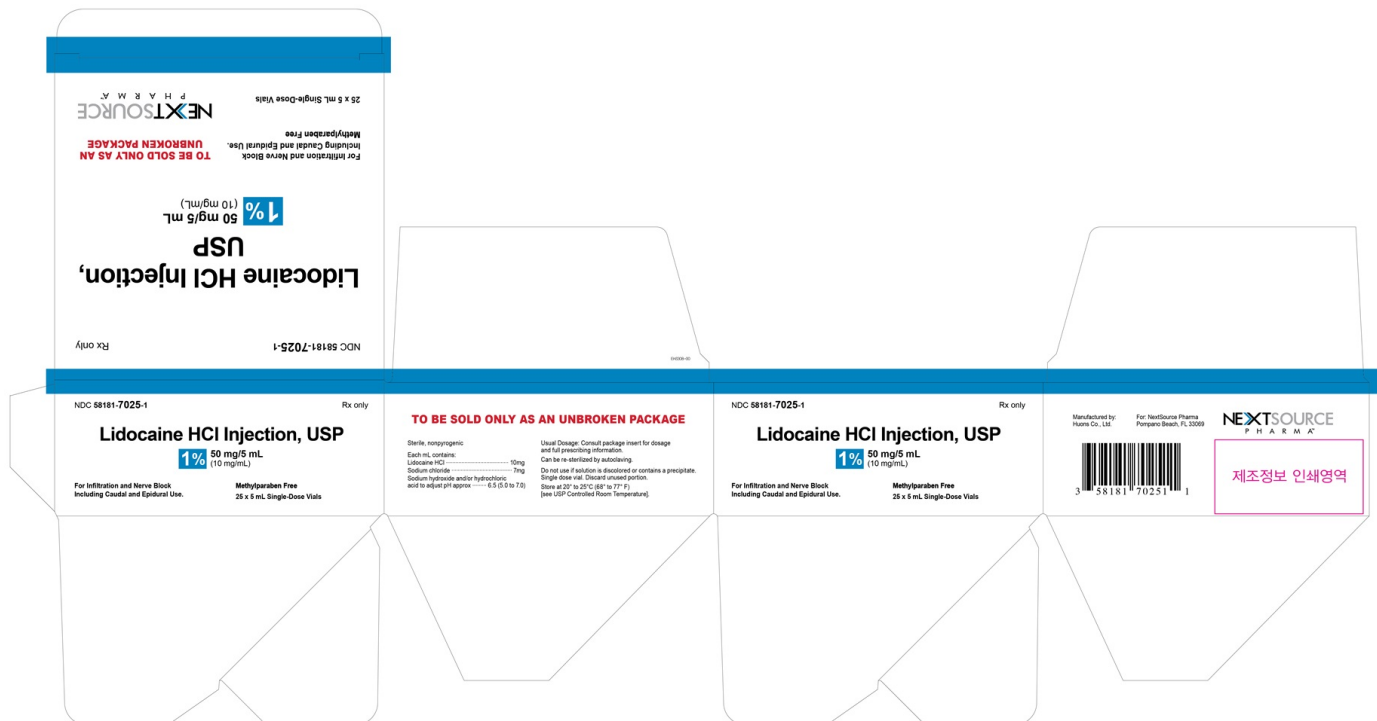 NEXTSOURCE
PHARMA™
25 x 5 mL Single-Dose Vials
TO BE SOLD ONLY AS AN
UNBROKEN PACKAGE
For Infiltration and Nerve Block
Including Caudal and Epidural Use.
Methylparaben Free
1% 50 mg/5 mL
(10 mg/mL)
Lidocaine HCl Injection,
USP
NDC 58181-7025-1
Rx only
NDC 58181-7025-1
Rx only
Lidocaine HCl Injection, USP
1% 50 mg/5 mL
(10 mg/mL)
For Infiltration and Nerve Block
Including Caudal and Epidural Use.
Methylparaben Free
25 x 5 mL Single-Dose Vials
TO BE SOLD ONLY AS AN UNBROKEN PACKAGE
Sterile, nonpyrogenic
Each mL contains:
Lidocaine HCl ........ 10mg
Sodium chloride ........ 7mg
Sodium hydroxide and/or hydrochloric
acid to adjust pH approx ........ 6.5 (5.0 to 7.0)
Usual Dosage: Consult package insert for dosage
and full prescribing information.
Can be re-sterilized by autoclaving.
Do not use if solution is discolored or contains a precipitate.
Single dose vial. Discard unused portion.
Store at 20° to 25°C (68° to 77° F)
[see USP Controlled Room Temperature].
NDC 58181-7025-1
Rx only
Lidocaine HCl Injection, USP
1% 50 mg/5 mL
(10 mg/mL)
For Infiltration and Nerve Block
Including Caudal and Epidural Use.
Methylparaben Free
25 x 5 mL Single-Dose Vials
Manufactured by:
Huons Co., Ltd.
For: NextSource Pharma
Pompano Beach, FL 33069
NEXTSOURCE
PHARMA™
3 58181 70251 1
제조정보 인쇄영역